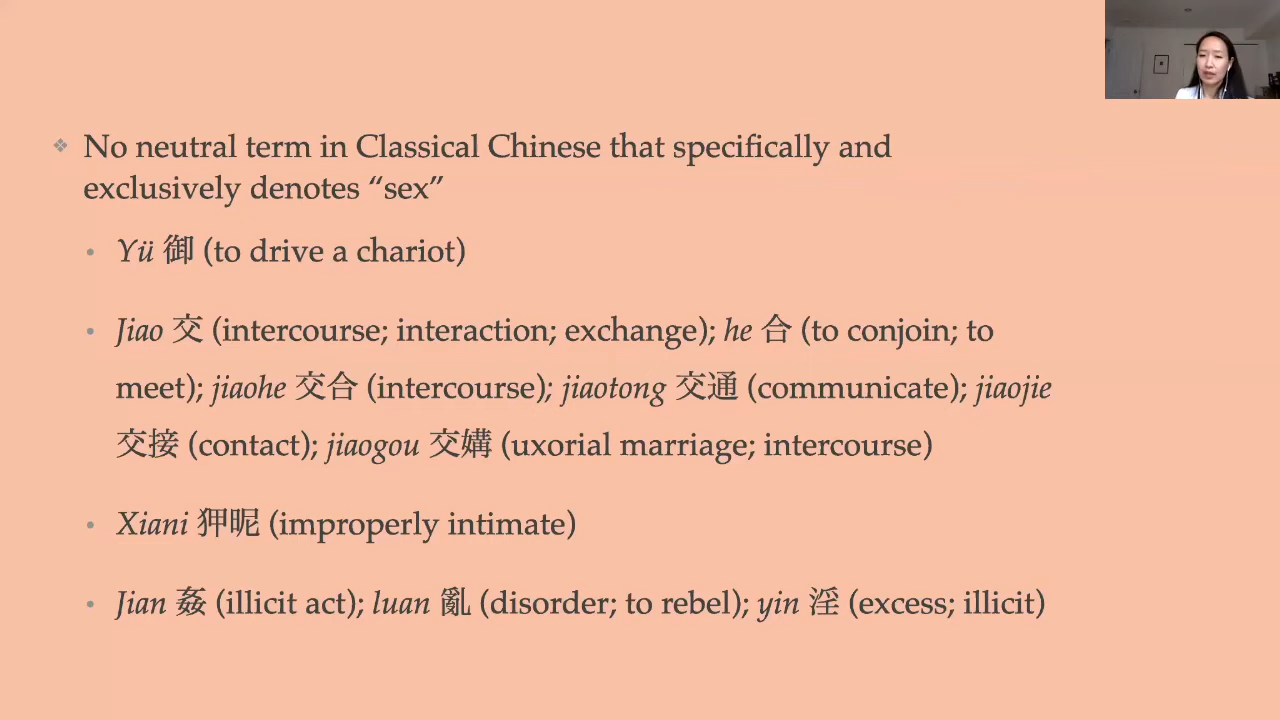 No neutral term in Classical Chinese that specifically and
exclusively denotes “sex”
Yü 御 (to drive a chariot)
Jiao 交 (intercourse; interaction; exchange); he 合 (to conjoin; to
meet); jiaohe 交合 (intercourse); jiaotong 交通 (communicate); jiaojie
交接 (contact); jiaogou 交媾 (uxorial marriage; intercourse)
Xiani 狎昵 (improperly intimate)
Jian 姦 (illicit act); luan 亂 (disorder; to rebel); yin 淫 (excess; illicit)